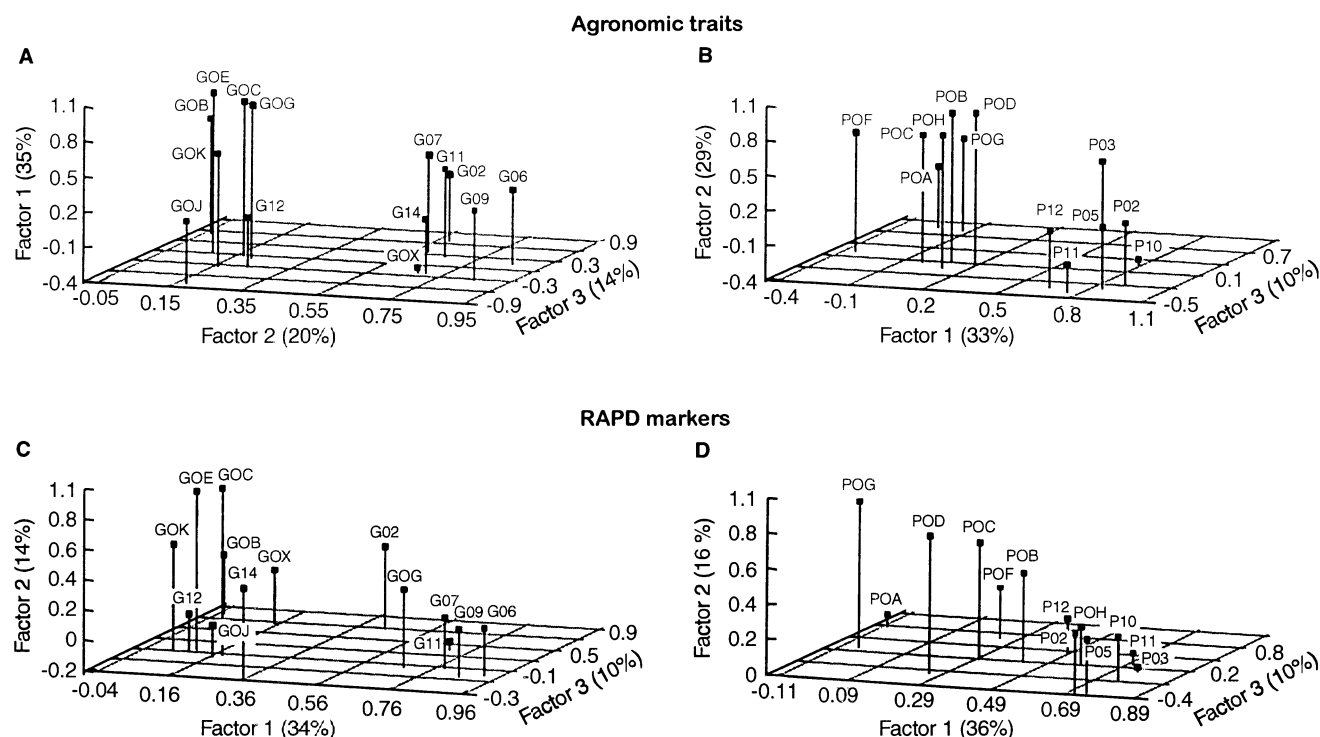 Agronomic traits
A
B
GOE
GOC
GOG
GOB
GOK
GOJ
G12
G07
G11
G02
G06
G09
G14
GOX
1.1
0.8
0.5
0.2
-0.1
-0.4
Factor 1 (35%)
-0.05
0.15
0.35
0.55
0.75
0.95
Factor 2 (20%)
-0.9
-0.3
0.3
0.9
Factor 3 (14%)
POB
POD
POF
POC
POH
POG
POA
P03
P12
P05
P02
P11
P10
1.1
0.8
0.5
0.2
-0.1
-0.4
Factor 2 (29%)
-0.4
-0.1
0.2
0.5
0.8
1.1
Factor 1 (33%)
-0.5
0.1
0.7
Factor 3 (10%)
RAPD markers
C
D
GOE
GOC
GOK
GOB
GOX
G14
G12
GOJ
G02
GOG
G07
G09
G06
G11
1.1
0.8
0.6
0.4
0.2
0
-0.2
Factor 2 (14%)
-0.04
0.16
0.36
0.56
0.76
0.96
Factor 1 (34%)
-0.3
-0.1
0.5
0.9
Factor 3 (10%)
POG
POD
POC
POB
POF
POA
P12
POH
P10
P02
P05
P11
P03
1.1
0.8
0.6
0.4
0.2
0
Factor 2 (16 %)
-0.11
0.09
0.29
0.49
0.69
0.89
Factor 1 (36%)
-0.4
0.2
0.8
Factor 3 (10%)